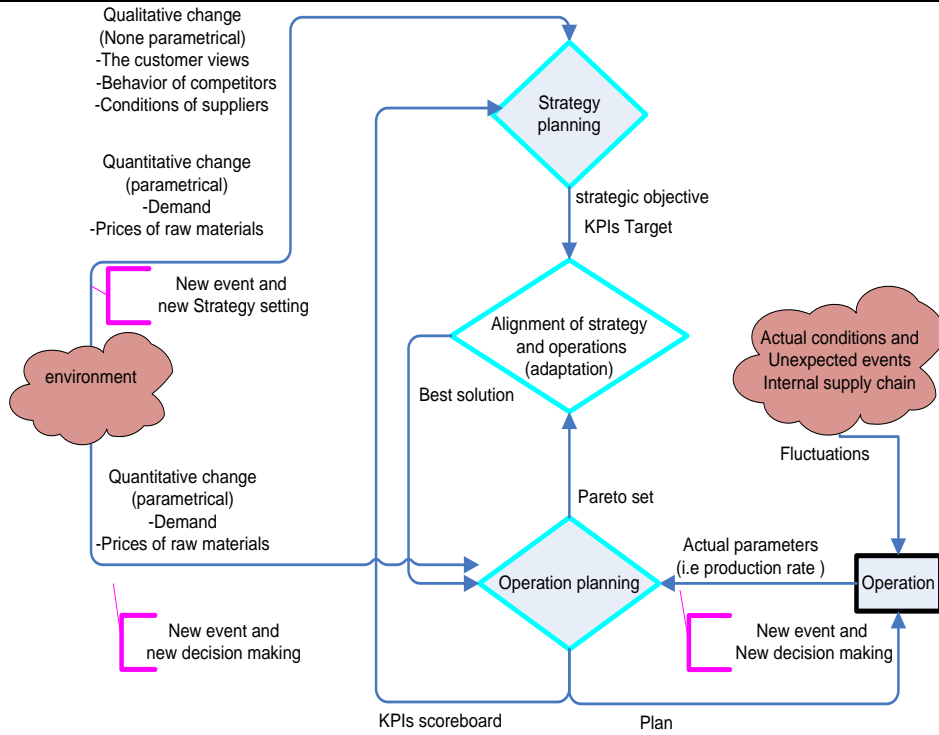 Qualitative change
(None parametrical)
-The customer views
-Behavior of competitors
-Conditions of suppliers
Strategy
planning
Quantitative change
(parametrical)
-Demand
-Prices of raw materials
strategic objective
KPIs Target
New event and
new Strategy setting
Alignment of strategy
and operations
(adaptation)
Actual conditions and
Unexpected events
Internal supply chain
environment
Best solution
Fluctuations
Quantitative change
(parametrical)
-Demand
-Prices of raw materials
Pareto set
Actual parameters
(i.e production rate )
Operation planning
Operation
New event and
new decision making
New event and
New decision making
KPIs scoreboard
Plan